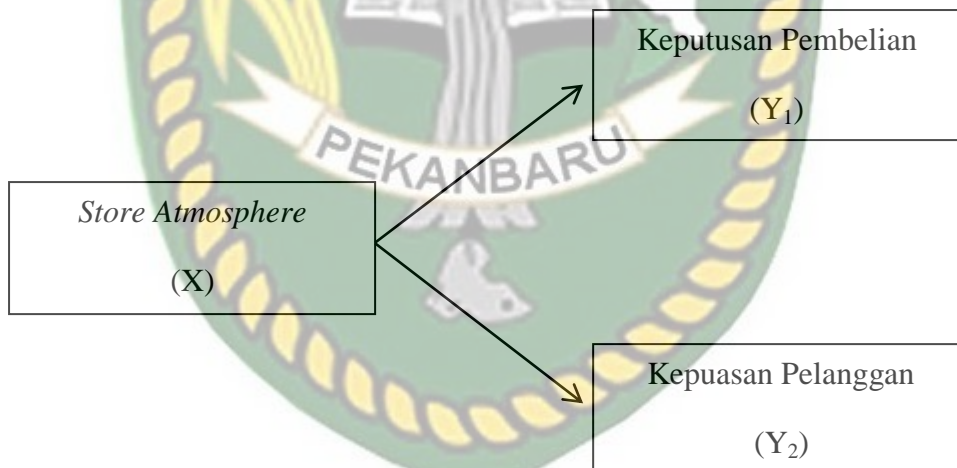 Keputusan Pembelian
(Y₁)
PEKANBARU
Store Atmosphere
(X)
Kepuasan Pelanggan
(Y₂)